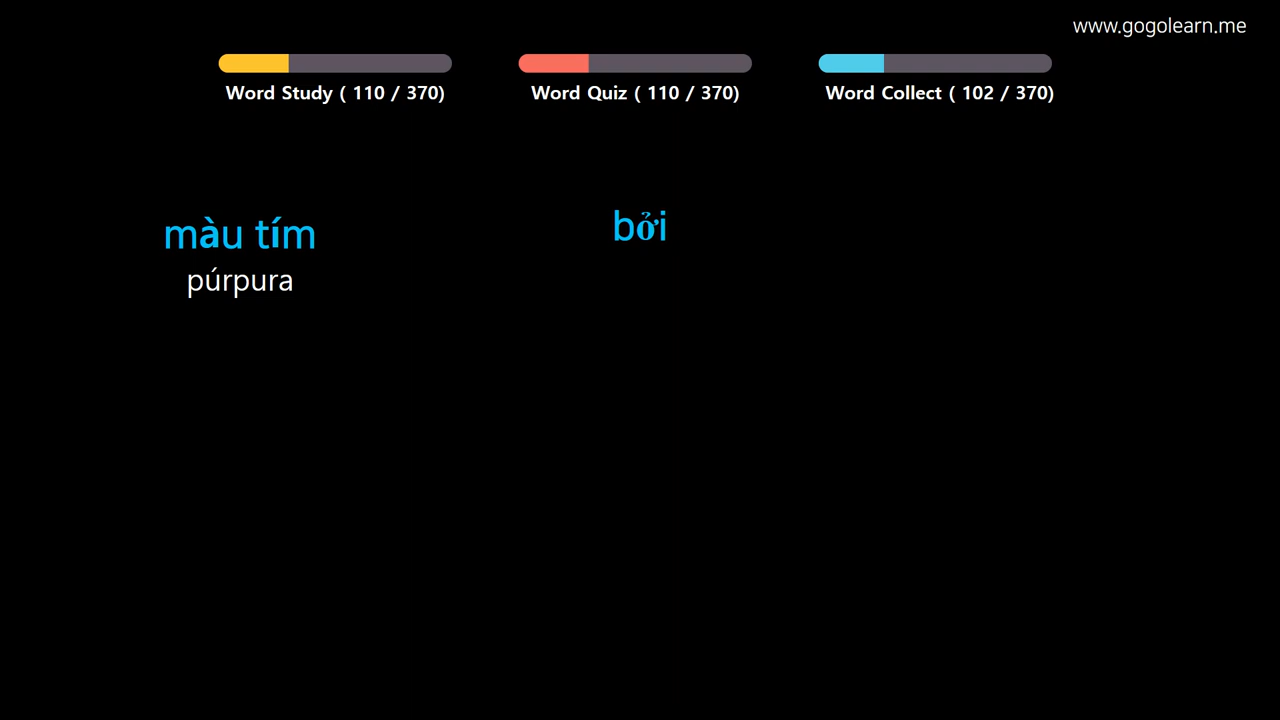 www.gogolearn.me
Word Study ( 110 / 370)
Word Quiz ( 110 / 370)
Word Collect ( 102 / 370)
màu tím
púrpura
bởi